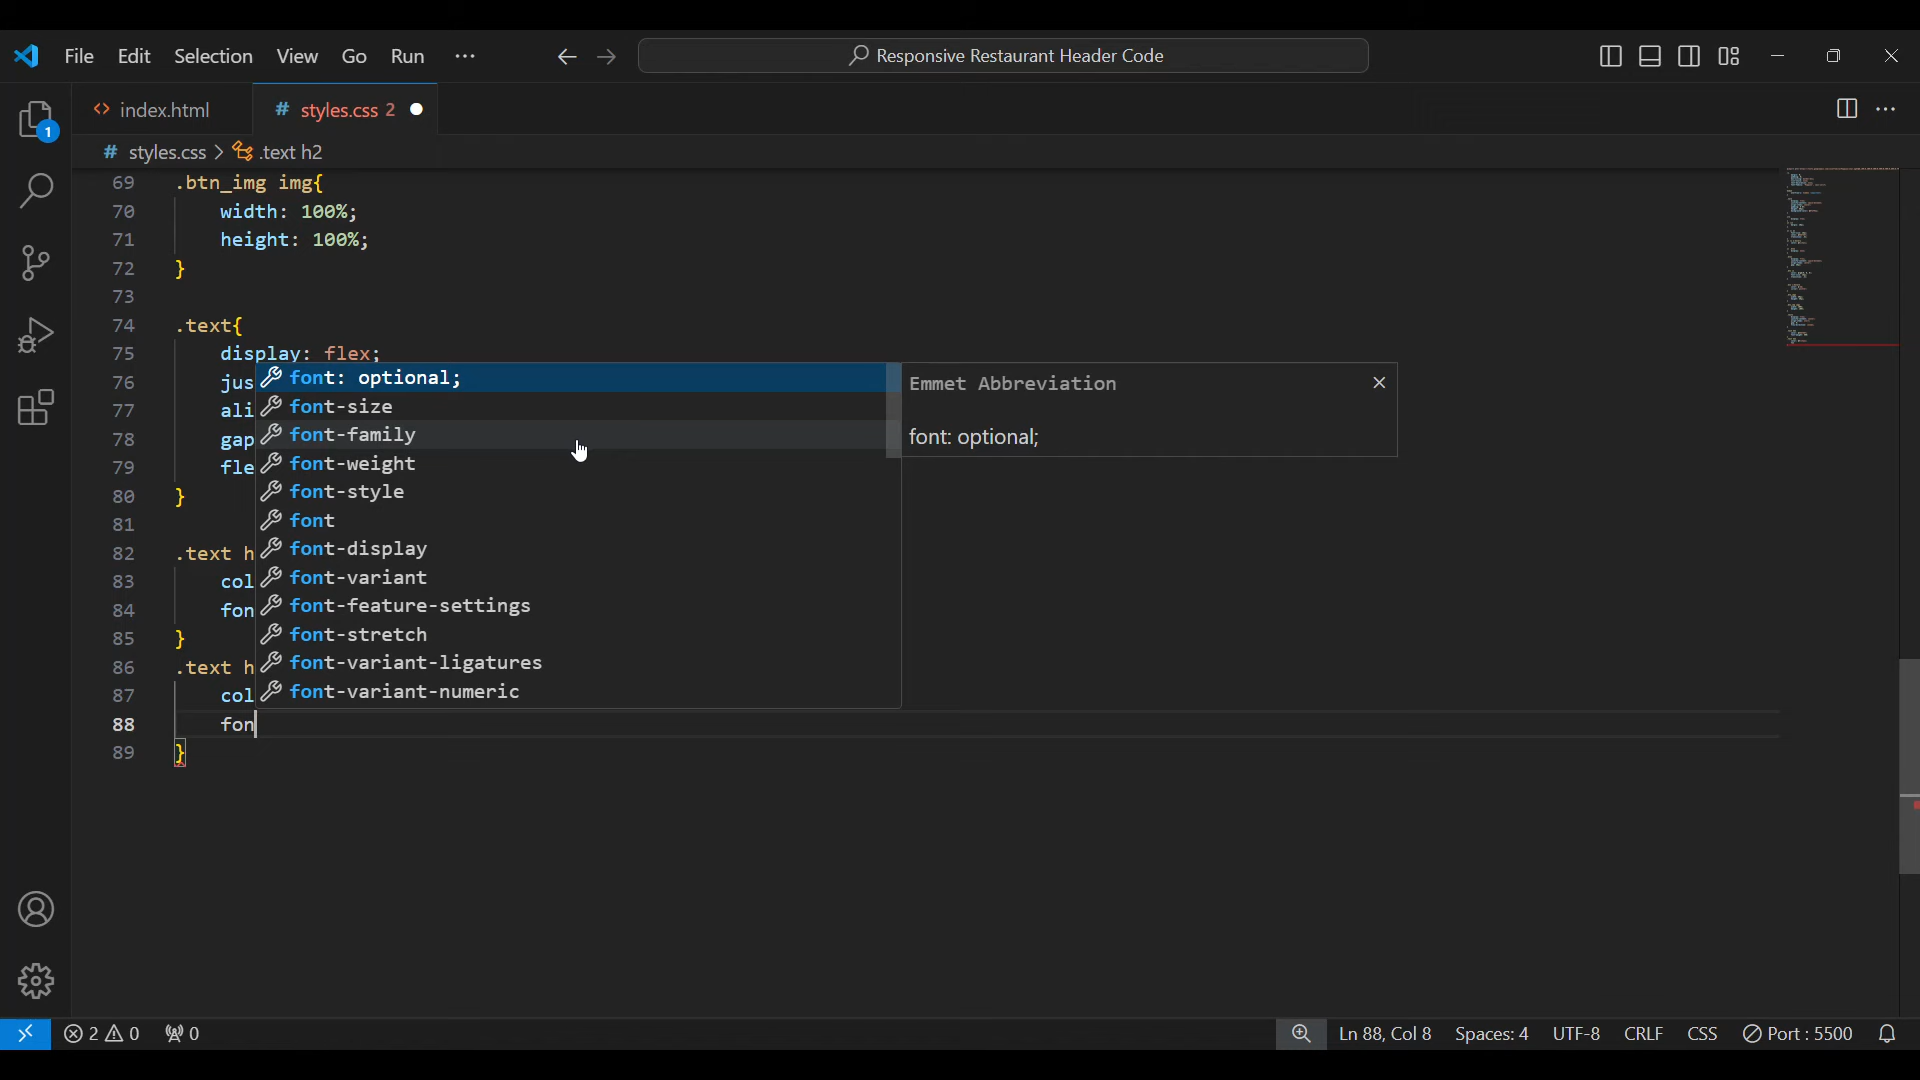 File Edit Selection View Go Run ··· Responsive Restaurant Header Code
index.html # styles.css 2
# styles.css > .text h2
69 .btn_img img{
70 width: 100%;
71 height: 100%;
72 }
73
74 .text{
75 display: flex;
76 jus
77 ali
78 gap
79 fle
80 }
81
82 .text h
83 col
84 fon
85 }
86 .text h
87 col
88 fon
89 }
font: optional;
font-size
font-family
font-weight
font-style
font
font-display
font-variant
font-feature-settings
font-stretch
font-variant-ligatures
font-variant-numeric
Emmet Abbreviation
font: optional;
1
2 0 0 Ln 88, Col 8 Spaces: 4 UTF-8 CRLF CSS Port : 5500